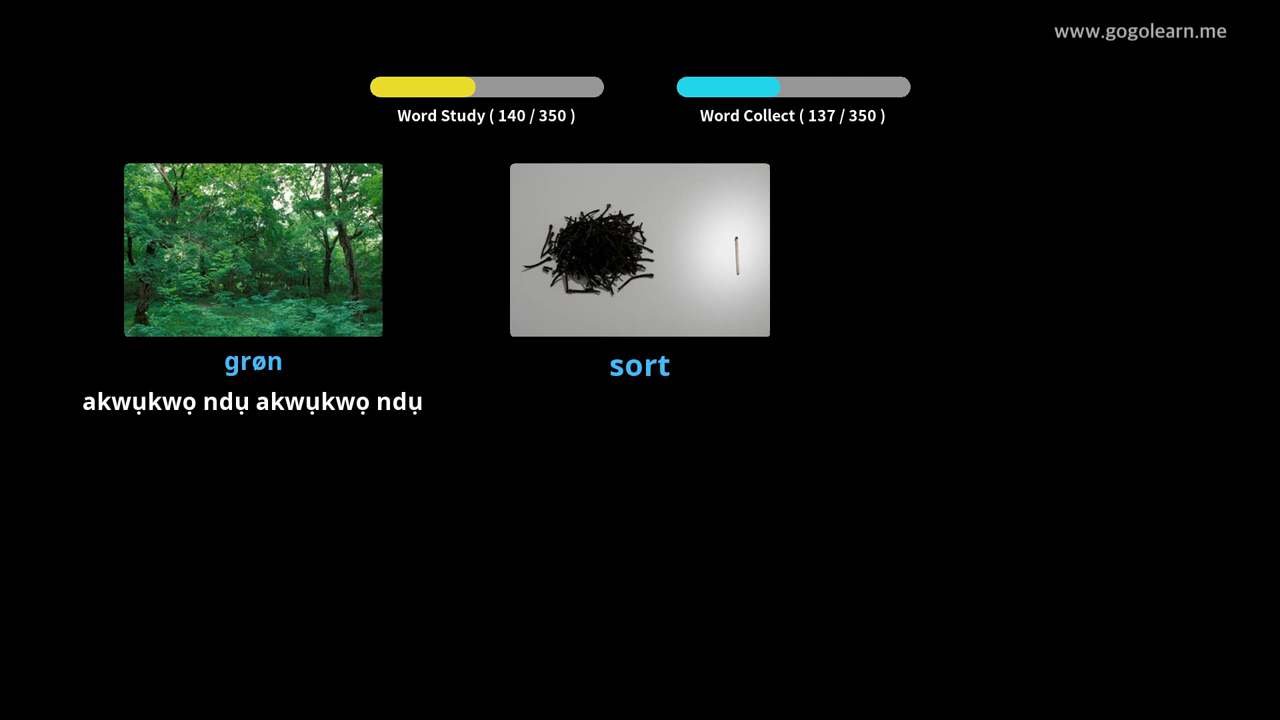 www.gogolearn.me
Word Study ( 140 / 350 )
Word Collect ( 137 / 350 )
grøn
sort
akwụkwọ ndụ akwụkwọ ndụ